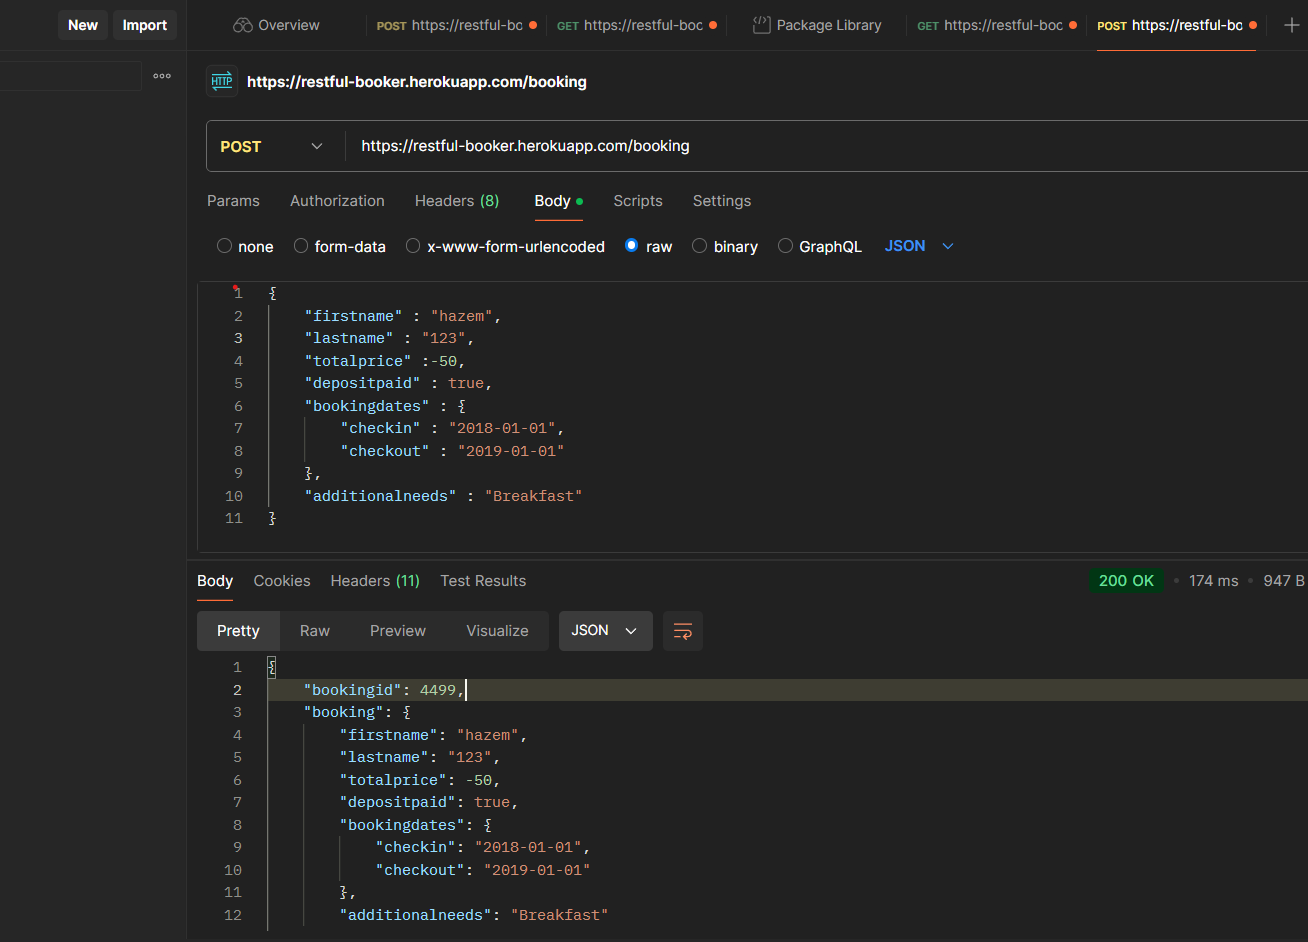 New Import Overview POST https://restful-boc GET https://restful-boc Package Library GET https://restful-boc POST https://restful-bc
HTTP https://restful-booker.herokuapp.com/booking
POST https://restful-booker.herokuapp.com/booking
Params Authorization Headers (8) Body Scripts Settings
none form-data x-www-form-urlencoded raw binary GraphQL JSON
1 {
2 "firstname" : "hazem",
3 "lastname" : "123",
4 "totalprice" :-50,
5 "depositpaid" : true,
6 "bookingdates" : {
7 "checkin" : "2018-01-01",
8 "checkout" : "2019-01-01"
9 },
10 "additionalneeds" : "Breakfast"
11 }
Body Cookies Headers (11) Test Results 200 OK 174 ms 947 B
Pretty Raw Preview Visualize JSON
1 {
2 "bookingid": 4499,
3 "booking": {
4 "firstname": "hazem",
5 "lastname": "123",
6 "totalprice": -50,
7 "depositpaid": true,
8 "bookingdates": {
9 "checkin": "2018-01-01",
10 "checkout": "2019-01-01"
11 },
12 "additionalneeds": "Breakfast"